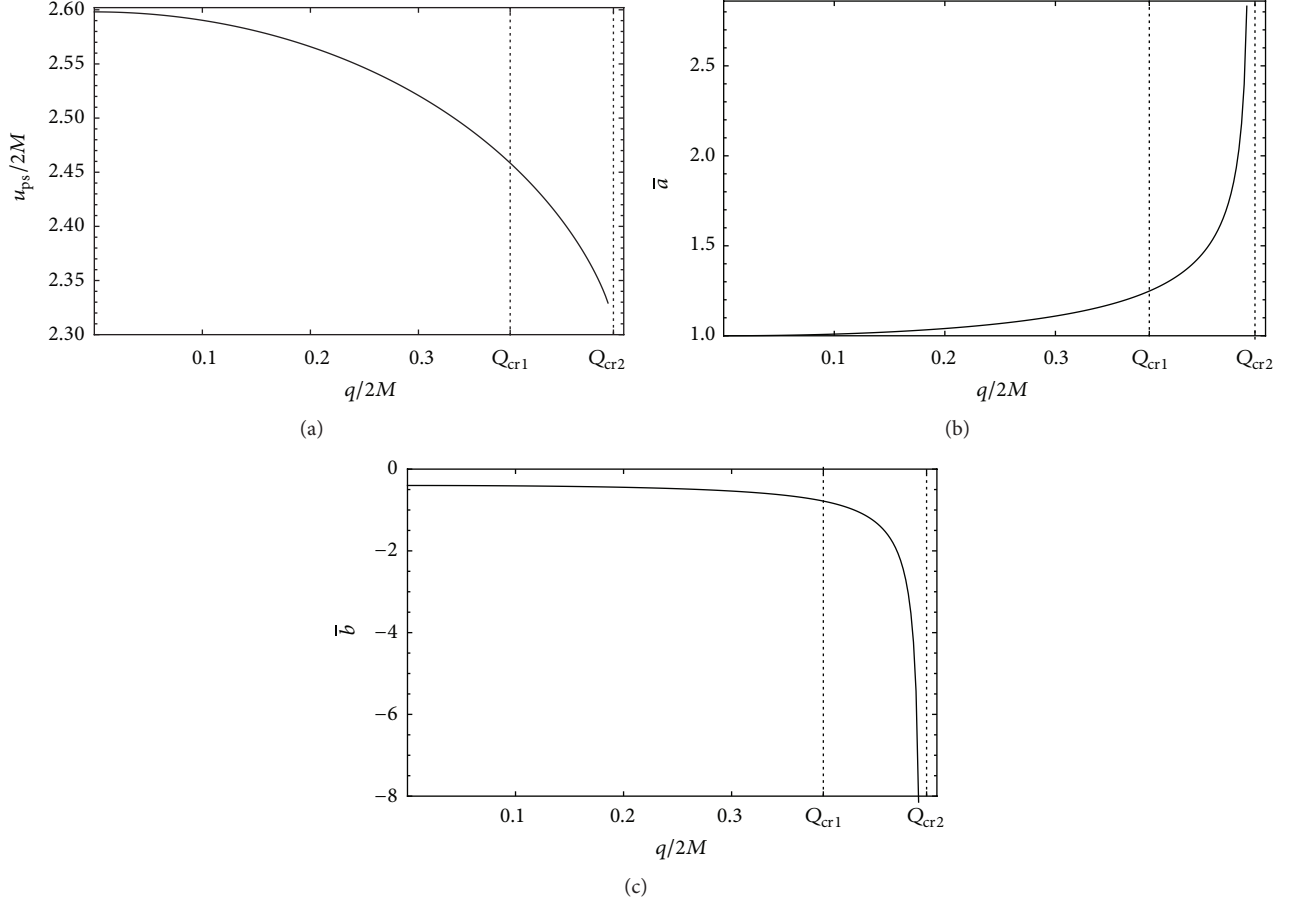 2.60
2.55
2.50
2.45
2.40
2.35
2.30
u_ps/2M
0.1 0.2 0.3 Q_cr1 Q_cr2
q/2M
(a)
2.5
2.0
1.5
1.0
a̅
0.1 0.2 0.3 Q_cr1 Q_cr2
q/2M
(b)
0
−2
−4
−6
−8
b̅
0.1 0.2 0.3 Q_cr1 Q_cr2
q/2M
(c)